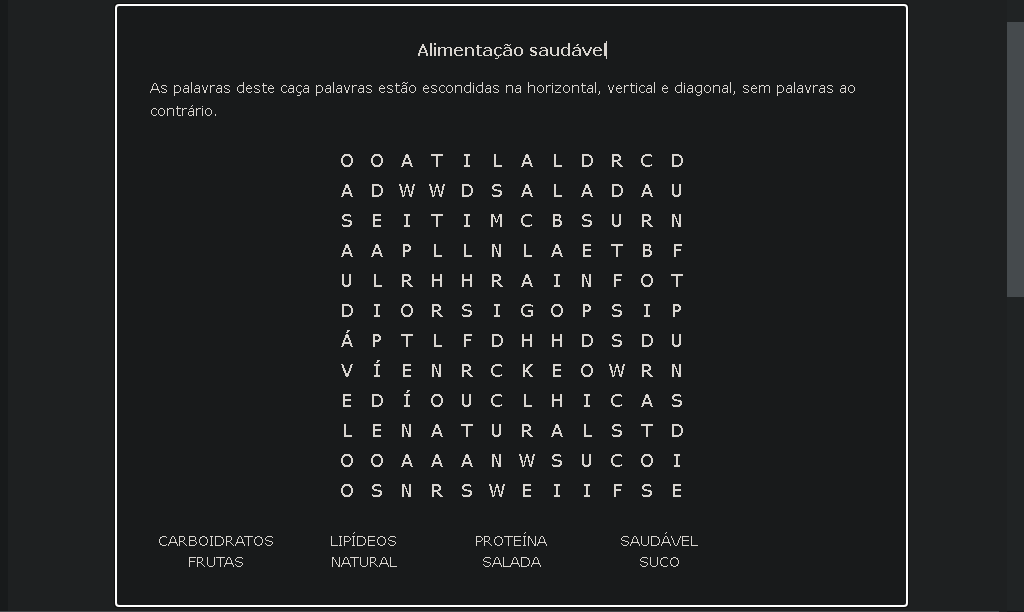 Alimentação saudável
As palavras deste caça palavras estão escondidas na horizontal, vertical e diagonal, sem palavras ao
contrário.
O O A T I L A L D R C D
A D W W D S A L A D A U
S E I T I M C B S U R N
A A P L L N L A E T B F
U L R H H R A I N F O T
D I O R S I G O P S I P
Á P T L F D H H D S D U
V Í E N R C K E O W R N
E D Í O U C L H I C A S
L E N A T U R A L S T D
O O A A A N W S U C O I
O S N R S W E I I F S E
CARBOIDRATOS LIPÍDEOS PROTEÍNA SAUDÁVEL
FRUTAS NATURAL SALADA SUCO